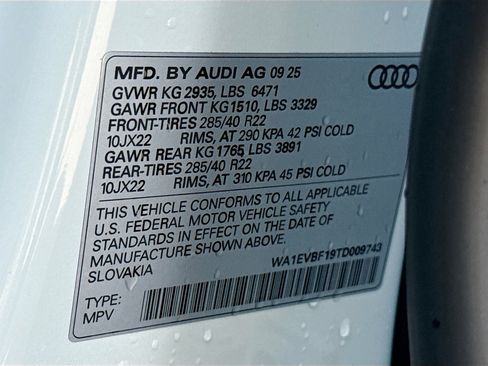 MFD. BY AUDI AG 09 25
GVWR KG 2935, LBS 6471
GAWR FRONT KG1510, LBS 3329
FRONT-TIRES 285/40 R22
10JX22 RIMS, AT 290 KPA 42 PSI COLD
GAWR REAR KG 1765 LBS 3891
REAR-TIRES 285/40 R22
10JX22 RIMS, AT 310 KPA 45 PSI COLD
THIS VEHICLE CONFORMS TO ALL APPLICABLE
U.S. FEDERAL MOTOR VEHICLE SAFETY
STANDARDS IN EFFECT ON THE DATE OF
MANUFACTURE SHOWN ABOVE.
SLOVAKIA
WA1EVBF19TD009743
TYPE:
MPV